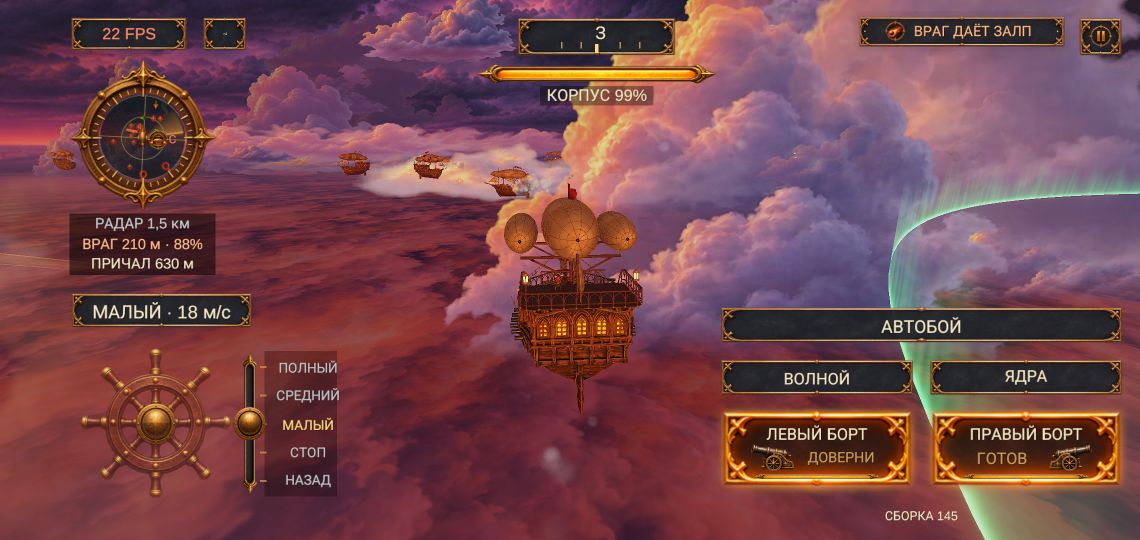 22 FPS
3
ВРАГ ДАЁТ ЗАЛП
КОРПУС 99%
РАДАР 1,5 км
ВРАГ 210 м · 88%
ПРИЧАЛ 630 м
МАЛЫЙ · 18 м/с
ПОЛНЫЙ
СРЕДНИЙ
МАЛЫЙ
СТОП
НАЗАД
АВТОБОЙ
ВОЛНОЙ
ЯДРА
ЛЕВЫЙ БОРТ
ДОВЕРНИ
ПРАВЫЙ БОРТ
ГОТОВ
СБОРКА 145